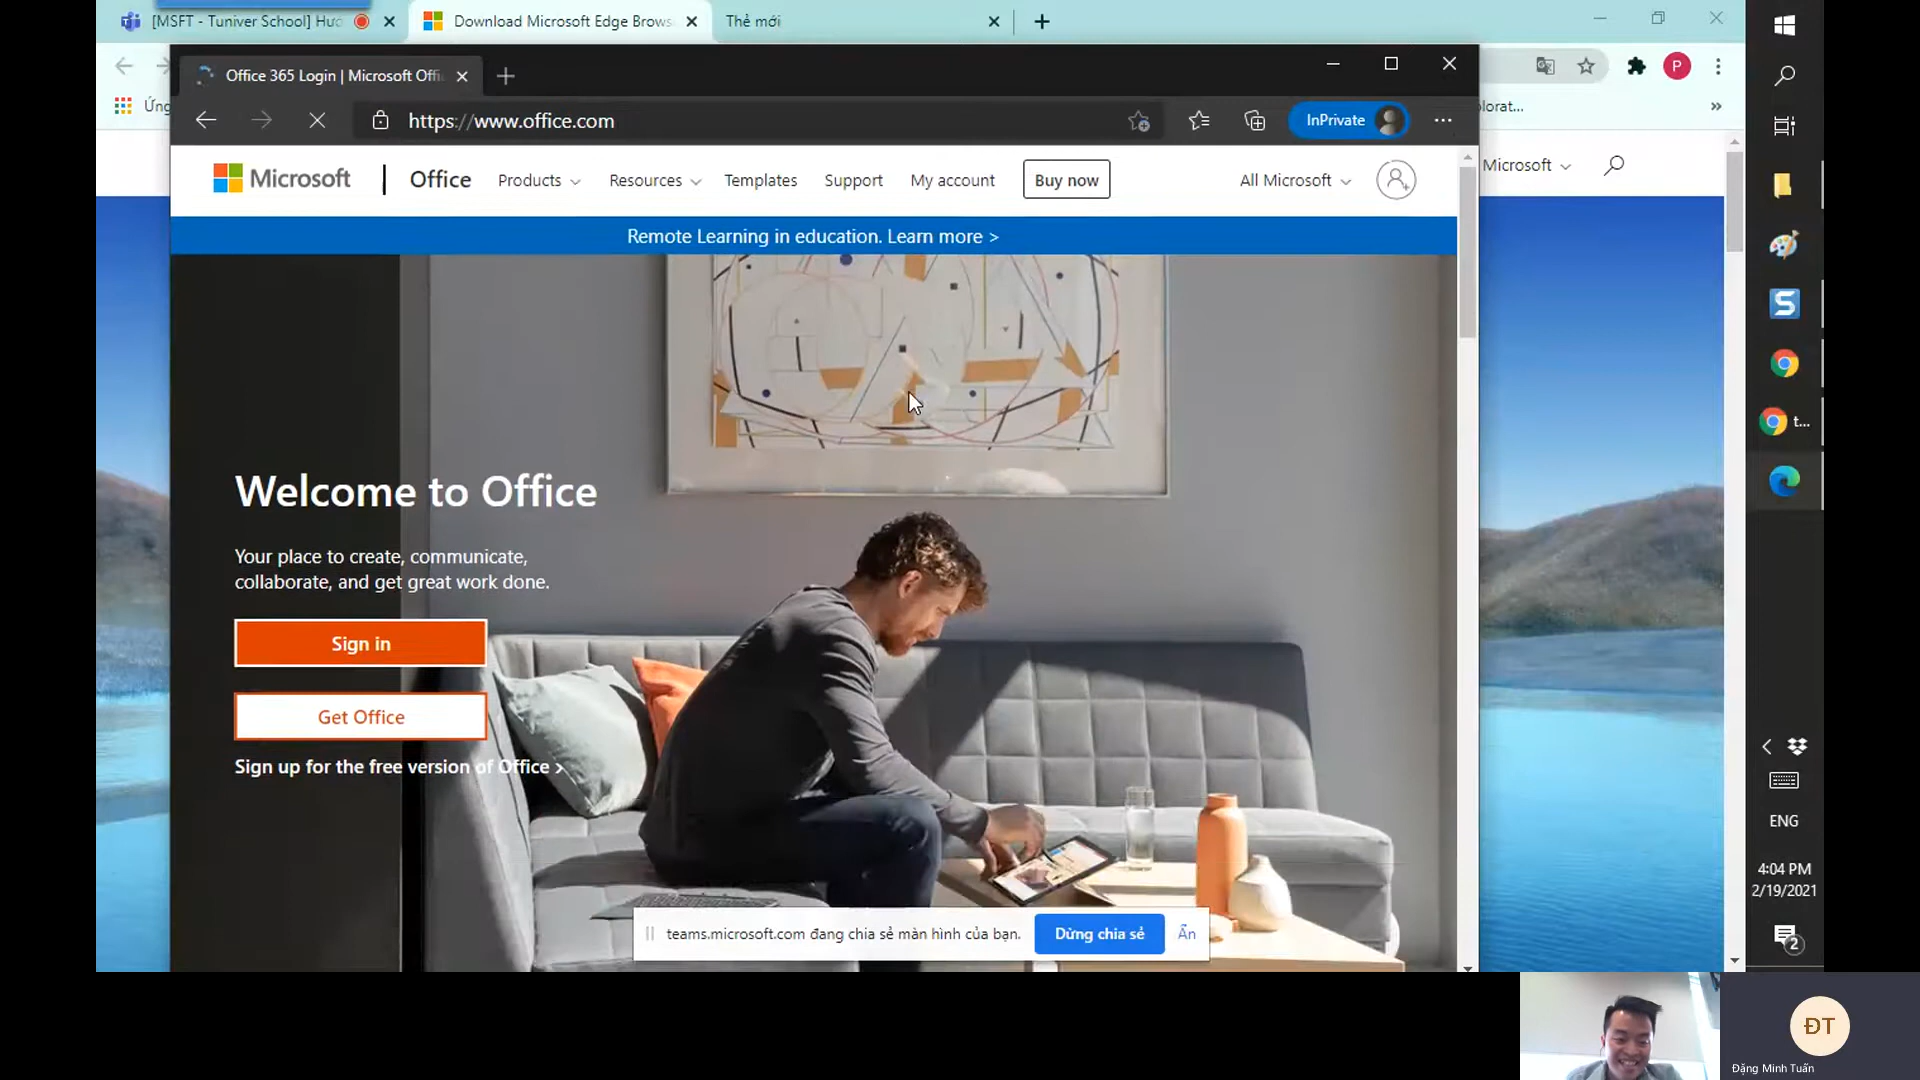 [MSFT - Tuniver School] Hướ
Download Microsoft Edge Brows
Thẻ mới
Office 365 Login | Microsoft Offi
P
Ứng
https://www.office.com
InPrivate
olorat...
Microsoft
Office
Products
Resources
Templates
Support
My account
Buy now
All Microsoft
Microsoft
Remote Learning in education. Learn more >
S
t...
Welcome to Office
Your place to create, communicate,
collaborate, and get great work done.
Sign in
Get Office
Sign up for the free version of Office >
ENG
4:04 PM
2/19/2021
2
teams.microsoft.com đang chia sẻ màn hình của bạn.
Dừng chia sẻ
Ẩn
ĐT
Đặng Minh Tuấn